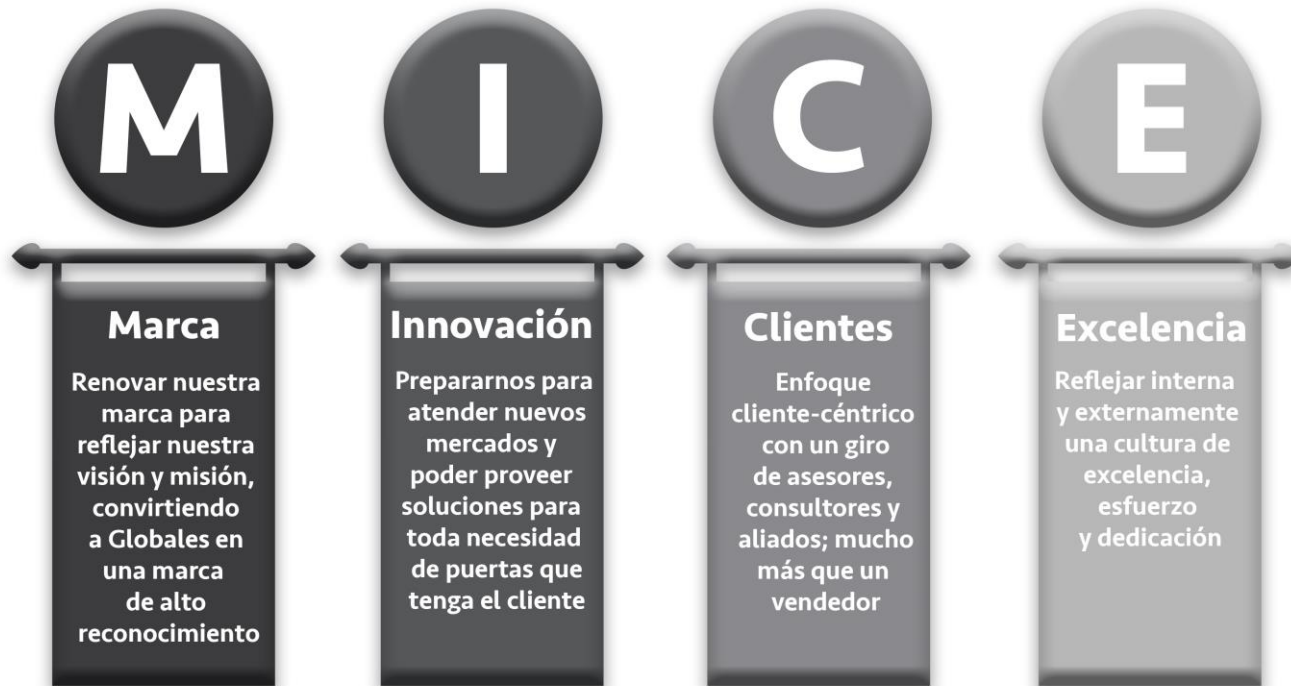 M
I
C
E
Marca
Renovar nuestra
marca para
reflejar nuestra
visión y misión,
convirtiendo
a Globales en
una marca
de alto
reconocimiento
Innovación
Prepararnos para
atender nuevos
mercados y
poder proveer
soluciones para
toda necesidad
de puertas que
tenga el cliente
Clientes
Enfoque
cliente-céntrico
con un giro
de asesores,
consultores y
aliados; mucho
más que un
vendedor
Excelencia
Reflejar interna
y externamente
una cultura de
excelencia,
esfuerzo
y dedicación